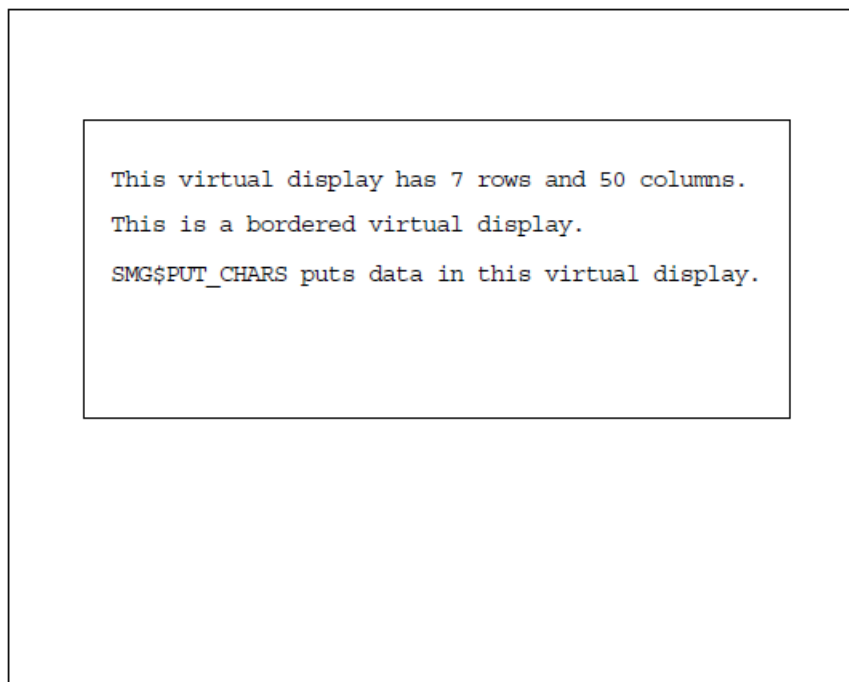 This virtual display has 7 rows and 50 columns.
This is a bordered virtual display.
SMG$PUT_CHARS puts data in this virtual display.